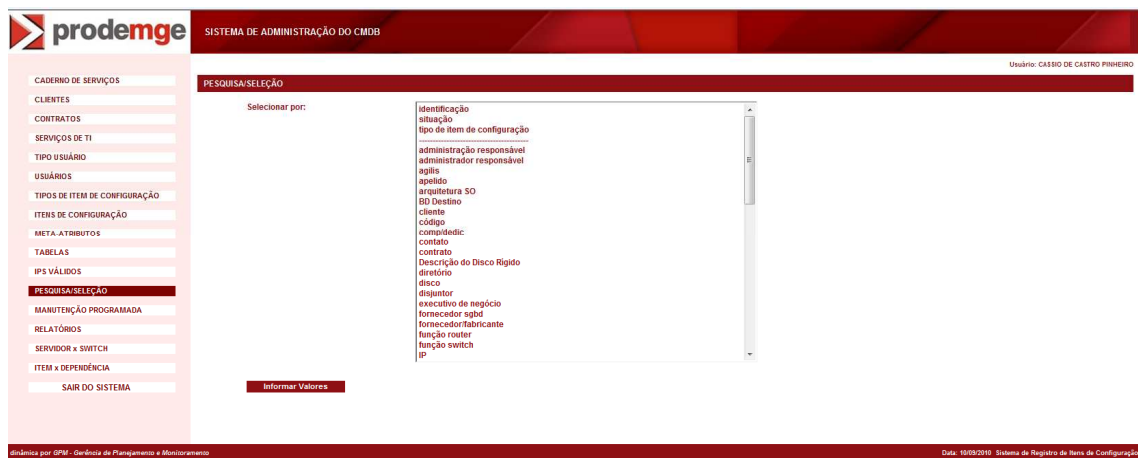 prodemge
SISTEMA DE ADMINISTRAÇÃO DO CMDB
Usuário: CASSIO DE CASTRO PINHEIRO
CADERNO DE SERVIÇOS
CLIENTES
CONTRATOS
SERVIÇOS DE TI
TIPO USUÁRIO
USUÁRIOS
TIPOS DE ITEM DE CONFIGURAÇÃO
ITENS DE CONFIGURAÇÃO
META-ATRIBUTOS
TABELAS
IPS VÁLIDOS
PESQUISA/SELEÇÃO
MANUTENÇÃO PROGRAMADA
RELATÓRIOS
SERVIDOR x SWITCH
ITEM x DEPENDÊNCIA
SAIR DO SISTEMA
PESQUISA/SELEÇÃO
Selecionar por:
identificação
situação
tipo de item de configuração
------------------------------------
administração responsável
administrador responsável
agilis
apelido
arquitetura SO
BD Destino
cliente
código
comp/dedic
contato
contrato
Descrição do Disco Rígido
diretório
disco
disjuntor
executivo de negócio
fornecedor sgbd
fornecedor/fabricante
função router
função switch
IP
Informar Valores
dinâmica por GPM - Gerência de Planejamento e Monitoramento
Data: 10/09/2010 Sistema de Registro de Itens de Configuração